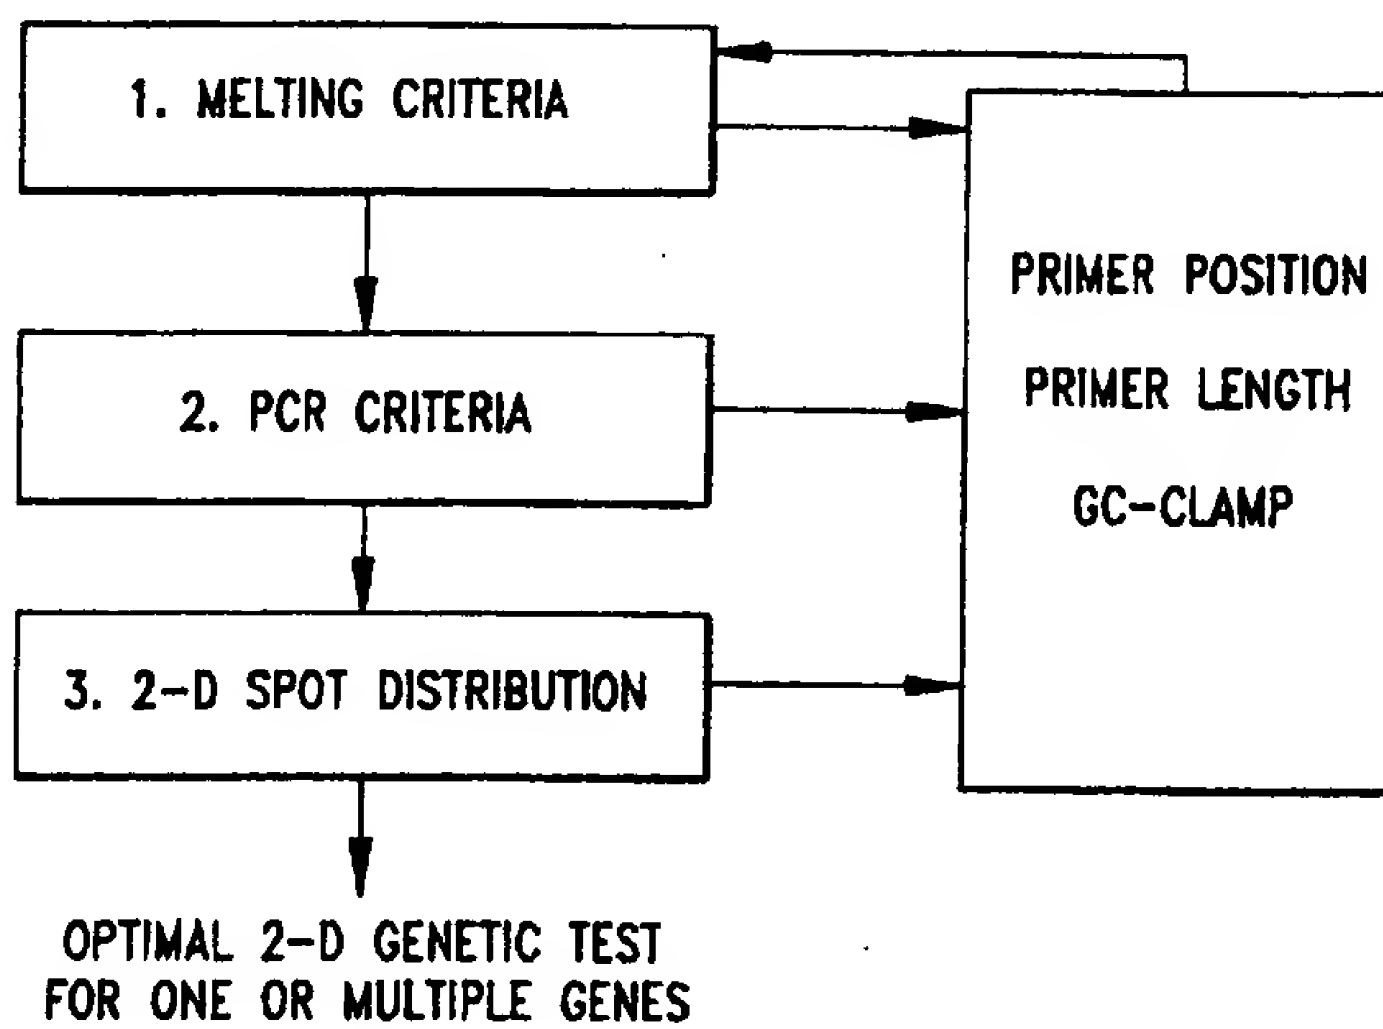 1. MELTING CRITERIA
2. PCR CRITERIA
3. 2-D SPOT DISTRIBUTION
PRIMER POSITION
PRIMER LENGTH
GC-CLAMP
OPTIMAL 2-D GENETIC TEST
FOR ONE OR MULTIPLE GENES